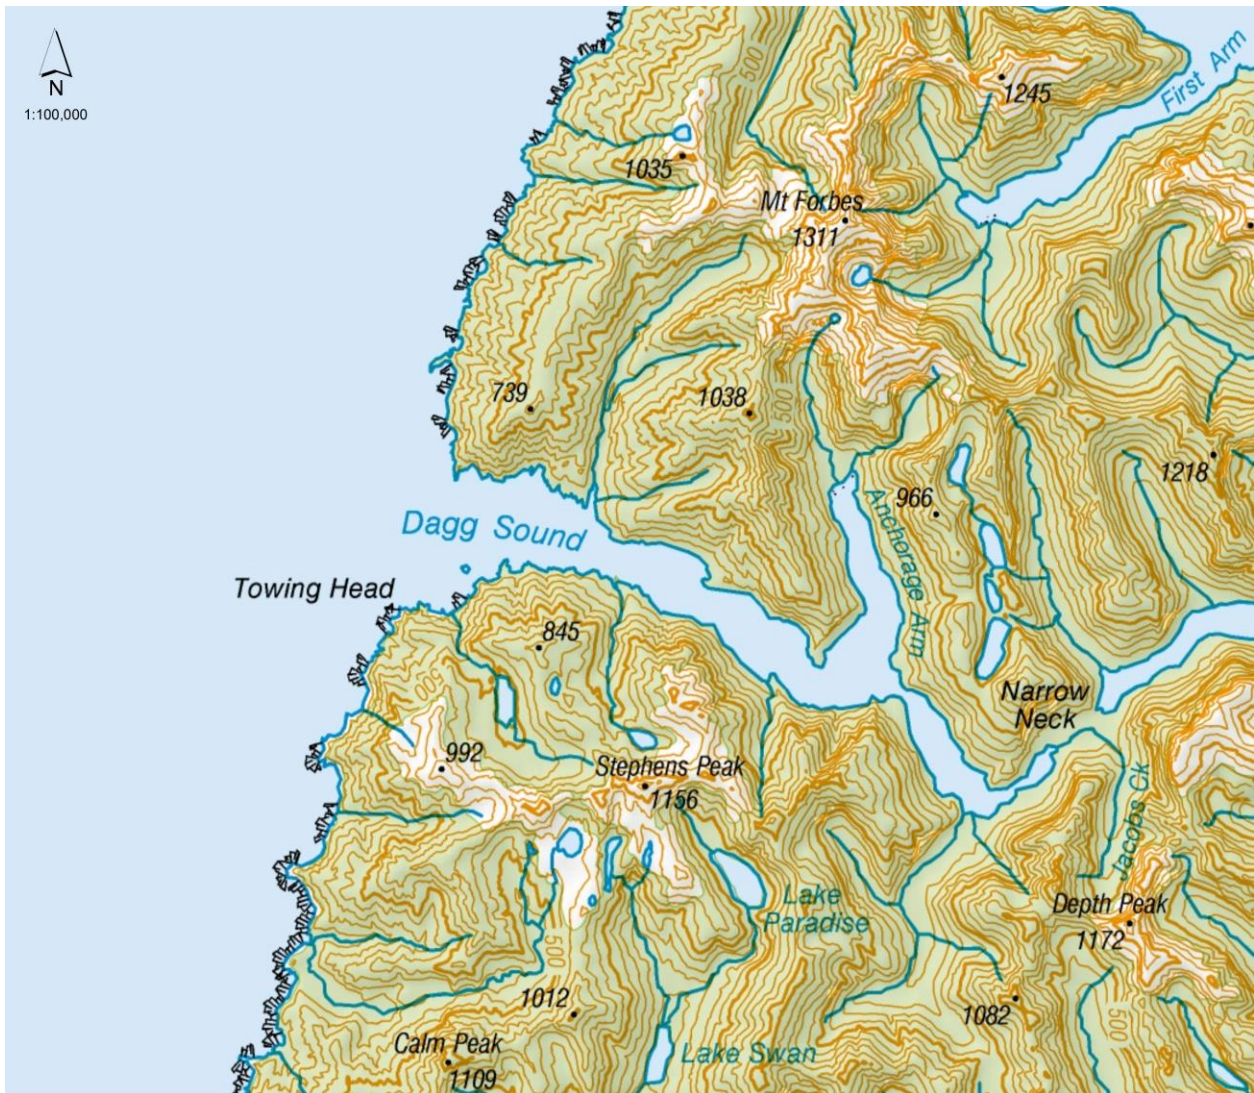 N
1:100,000
500
First Arm
1245
1035
Mt Forbes
1311
739
1038
500
1218
966
Anchorage Arm
Dagg Sound
Towing Head
845
Narrow
Neck
992
Stephens Peak
1156
Jacobs Ck
Lake
Paradise
Depth Peak
1172
500
1012
1082
500
Calm Peak
1109
Lake Swan